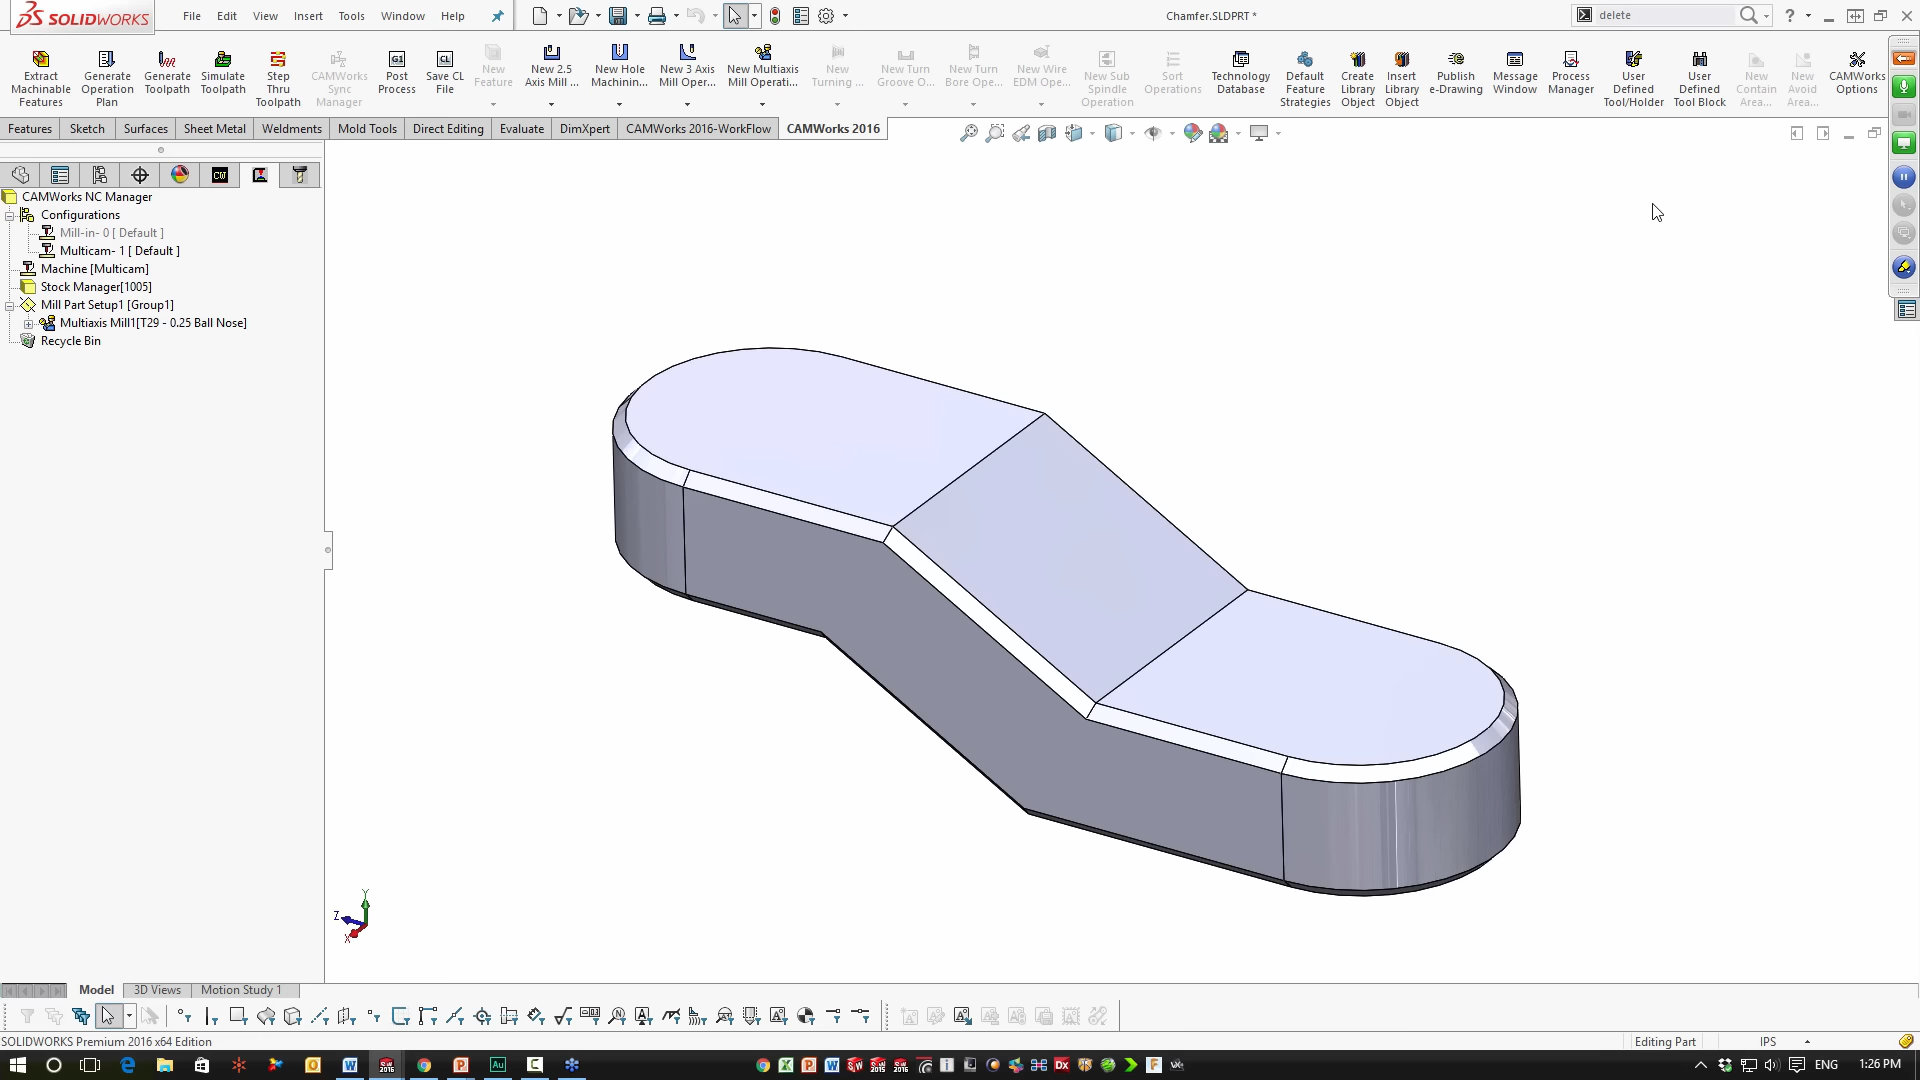 SOLIDWORKS File Edit View Insert Tools Window Help Chamfer.SLDPRT * delete
Extract Machinable Features
Generate Operation Plan
Generate Toolpath
Simulate Toolpath
Step Thru Toolpath
CAMWorks Sync Manager
Post Process
Save CL File
New Feature
New 2.5 Axis Mill ...
New Hole Machinin...
New 3 Axis Mill Oper...
New Multiaxis Mill Operati...
New Turning ...
New Turn Groove O...
New Turn Bore Ope...
New Wire EDM Ope...
New Sub Spindle Operation
Sort Operations
Technology Database
Default Feature Strategies
Create Library Object
Insert Library Object
Publish e-Drawing
Message Window
Process Manager
User Defined Tool/Holder
User Defined Tool Block
New Contain Area...
New Avoid Area...
CAMWorks Options
Features Sketch Surfaces Sheet Metal Weldments Mold Tools Direct Editing Evaluate DimXpert CAMWorks 2016-WorkFlow CAMWorks 2016
CAMWorks NC Manager
Configurations
Mill-in- 0 [ Default ]
Multicam- 1 [ Default ]
Machine [Multicam]
Stock Manager[1005]
Mill Part Setup1 [Group1]
Multiaxis Mill1[T29 - 0.25 Ball Nose]
Recycle Bin
Y
Z
X
Model 3D Views Motion Study 1
SOLIDWORKS Premium 2016 x64 Edition Editing Part IPS
ENG 1:26 PM